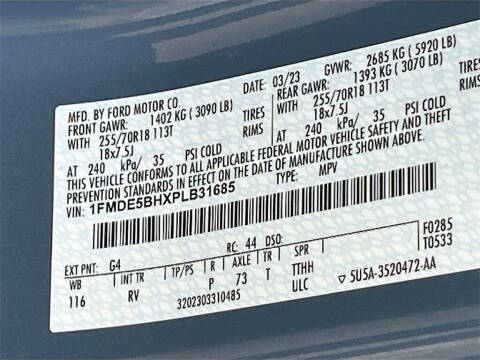 MFD. BY FORD MOTOR CO.
DATE: 03/23 GVWR: 2685 KG (5920 LB)
FRONT GAWR: 1402 KG (3090 LB) REAR GAWR: 1393 KG (3070 LB)
WITH 255/70R18 113T TIRES WITH 255/70R18 113T TIRES
18x7.5J RIMS 18x7.5J RIMS
AT 240 kPa/ 35 PSI COLD AT 240 kPa/ 35 PSI COLD
THIS VEHICLE CONFORMS TO ALL APPLICABLE FEDERAL MOTOR VEHICLE SAFETY AND THEFT
PREVENTION STANDARDS IN EFFECT ON THE DATE OF MANUFACTURE SHOWN ABOVE.
VIN: 1FMDE5BHXPLB31685 TYPE: MPV
F0285
T0533
EXT PNT: G4 RC: 44 DSO:
WB INT TR TP/PS R AXLE TR SPR
116 RV P 73 T TTHH
ULC
3202303310485 ▽ 5U5A-3520472-AA